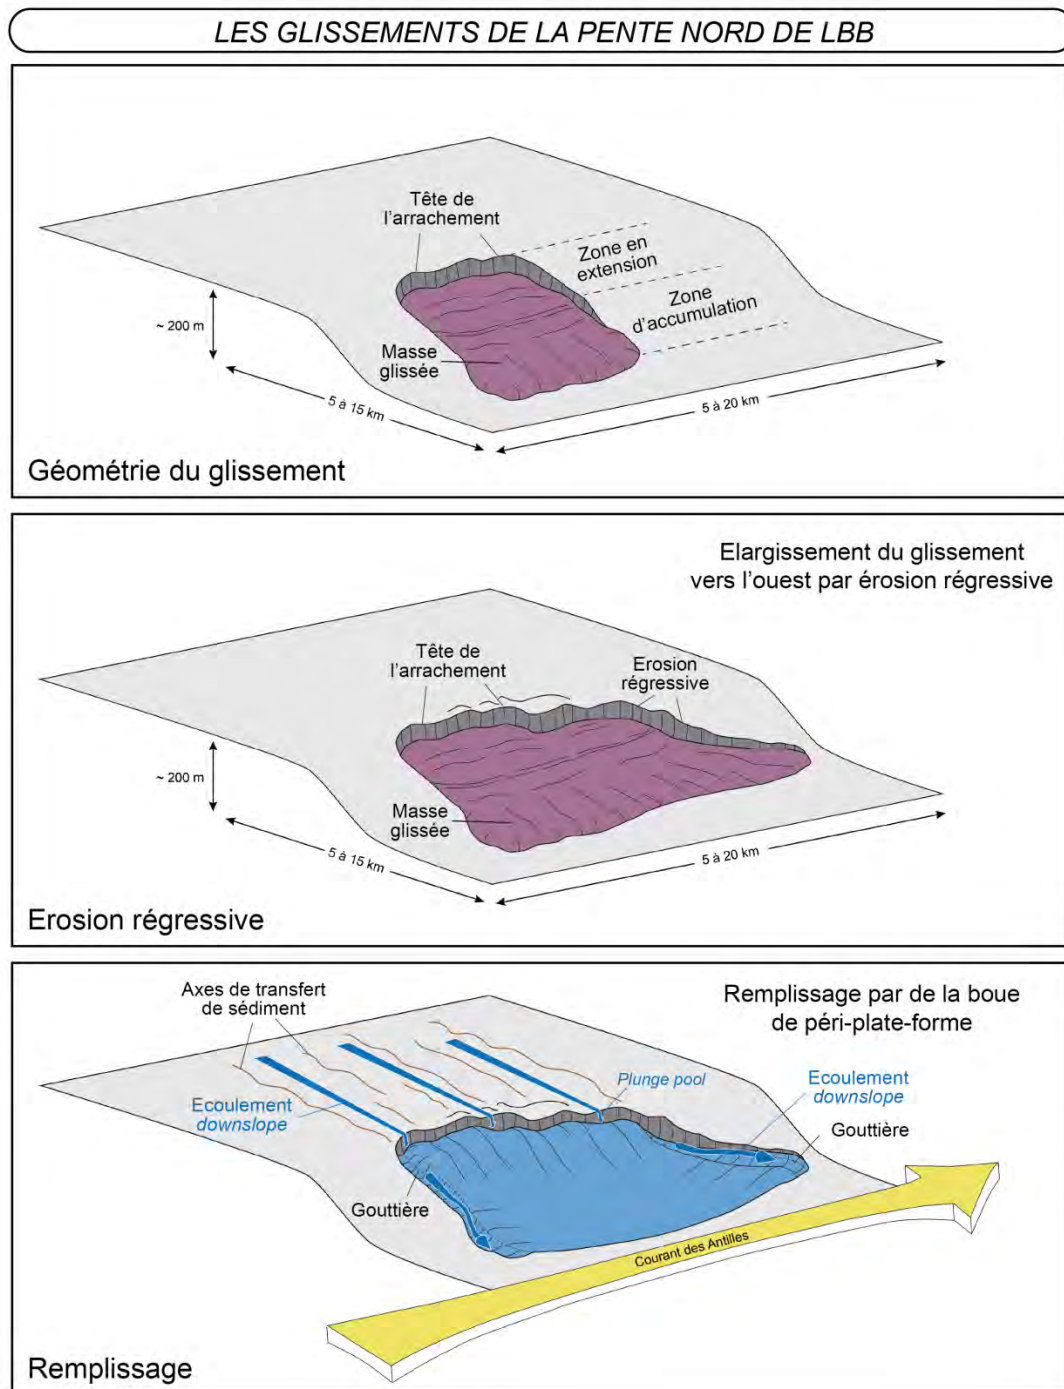 LES GLISSEMENTS DE LA PENTE NORD DE LBB
Tête de
l'arrachement
Zone en
extension
Zone
d'accumulation
~ 200 m
Masse
glissée
5 à 15 km
5 à 20 km
Géométrie du glissement
Elargissement du glissement
vers l'ouest par érosion régressive
Tête de
l'arrachement
Erosion
régressive
~ 200 m
Masse
glissée
5 à 15 km
5 à 20 km
Erosion régressive
Axes de transfert
de sédiment
Remplissage par de la boue
de péri-plate-forme
Plunge pool
Ecoulement
downslope
Ecoulement
downslope
Gouttière
Gouttière
Courant des Antilles
Remplissage